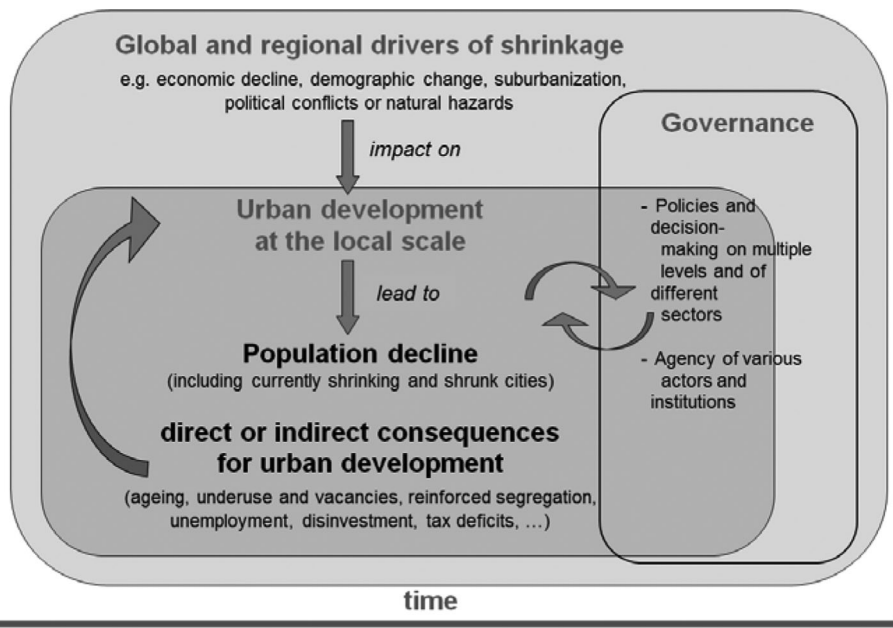 Global and regional drivers of shrinkage
e.g. economic decline, demographic change, suburbanization,
political conflicts or natural hazards
impact on
Urban development
at the local scale
lead to
Population decline
(including currently shrinking and shrunk cities)
direct or indirect consequences
for urban development
(ageing, underuse and vacancies, reinforced segregation,
unemployment, disinvestment, tax deficits, …)
Governance
- Policies and
decision-
making on multiple
levels and of
different
sectors
- Agency of various
actors and
institutions
time